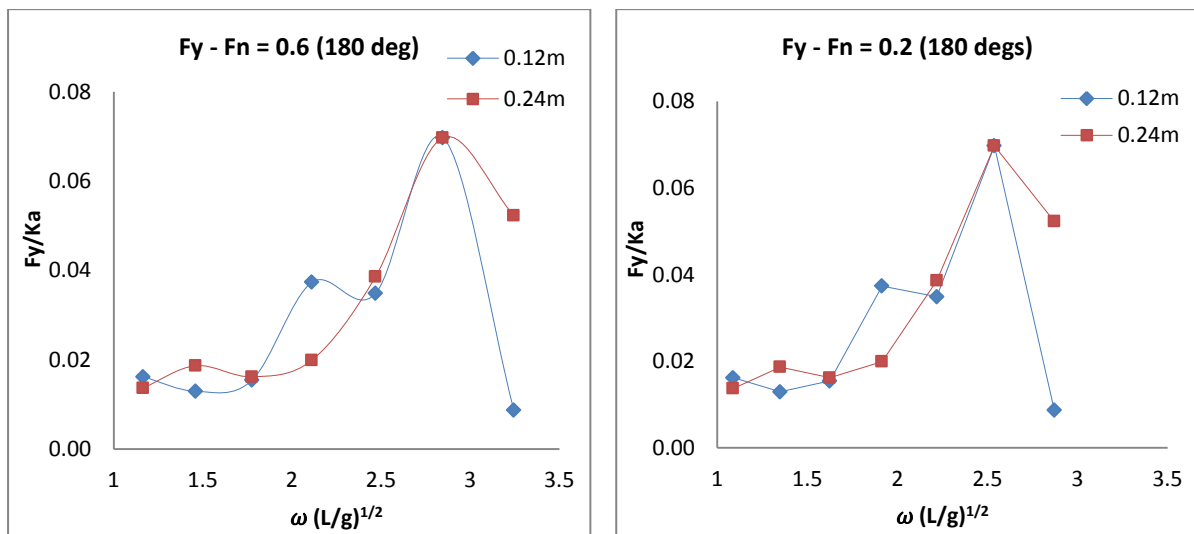 Fy - Fn = 0.6 (180 deg)
0.12m
0.24m
0.08
0.06
0.04
0.02
0.00
Fy/Ka
1 1.5 2 2.5 3 3.5
ω (L/g)1/2
Fy - Fn = 0.2 (180 degs)
0.12m
0.24m
0.08
0.06
0.04
0.02
0.00
Fy/Ka
1 1.5 2 2.5 3 3.5
ω (L/g)1/2